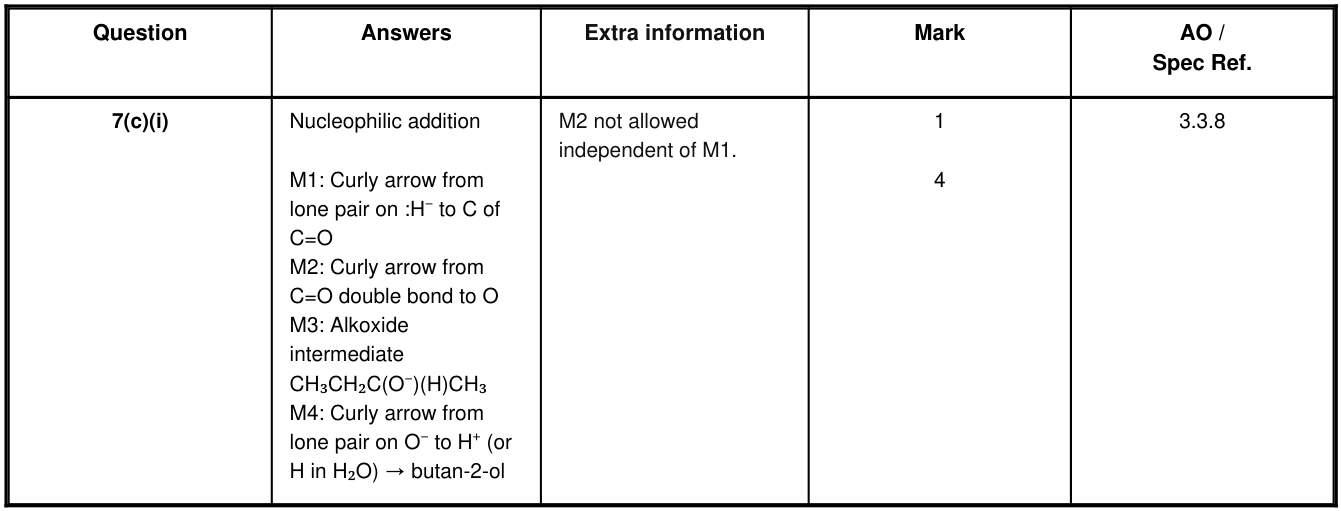 Question
Answers
Extra information
Mark
AO /
Spec Ref.
7(c)(i)
Nucleophilic addition
M1: Curly arrow from
lone pair on :H⁻ to C of
C=O
M2: Curly arrow from
C=O double bond to O
M3: Alkoxide
intermediate
CH₃CH₂C(O⁻)(H)CH₃
M4: Curly arrow from
lone pair on O⁻ to H⁺ (or
H in H₂O) → butan-2-ol
M2 not allowed
independent of M1.
1
4
3.3.8